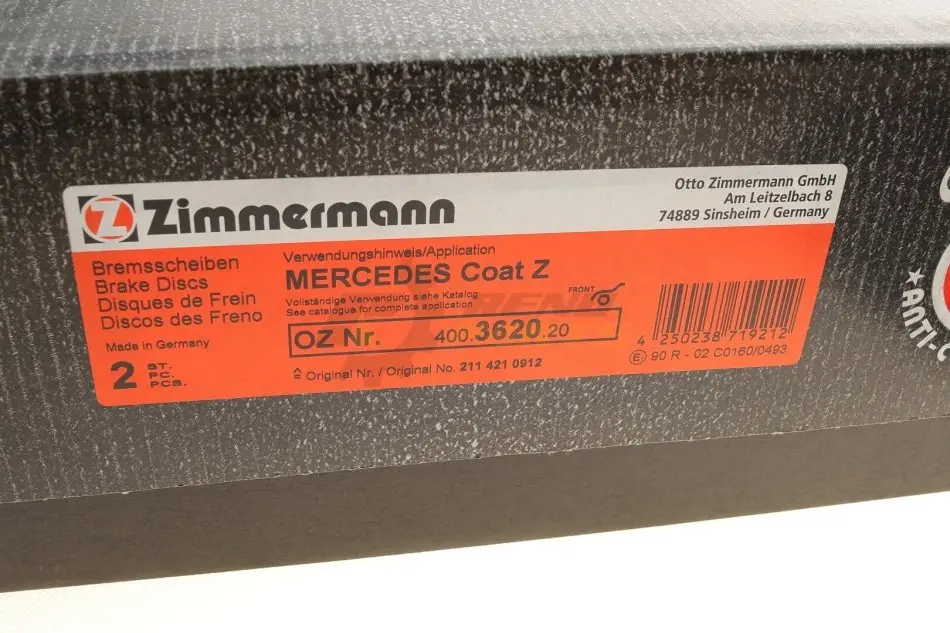 Z Zimmermann
Otto Zimmermann GmbH
Am Leitzelbach 8
74889 Sinsheim / Germany
Bremsscheiben
Brake Discs
Disques de Frein
Discos des Freno
Made in Germany
2 ST.
PC.
PCS.
Verwendungshinweis/Application
MERCEDES Coat Z
Vollständige Verwendung siehe Katalog
See catalogue for complete application
FRONT
OZ Nr. 400.3620.20
≙ Original Nr. / Original No. 211 421 0912
4 250238 719212
E1 90 R - 02 C0160/0493
ANTI-C